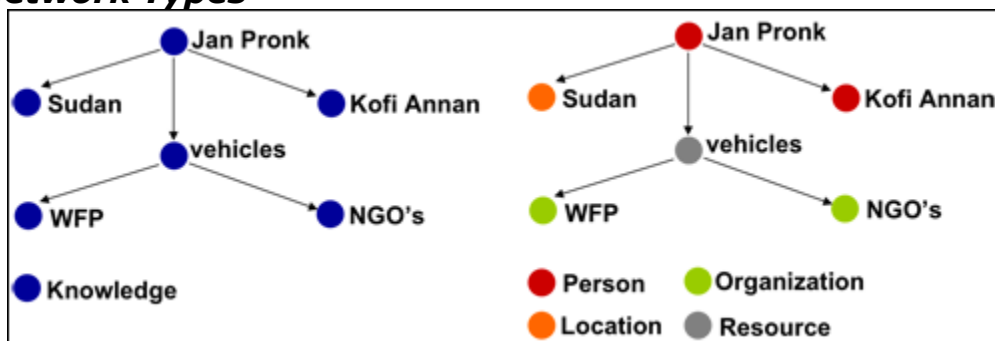 etwork Types
Jan Pronk
Sudan
Kofi Annan
vehicles
WFP
NGO's
Knowledge
Jan Pronk
Sudan
Kofi Annan
vehicles
WFP
NGO's
Person
Organization
Location
Resource